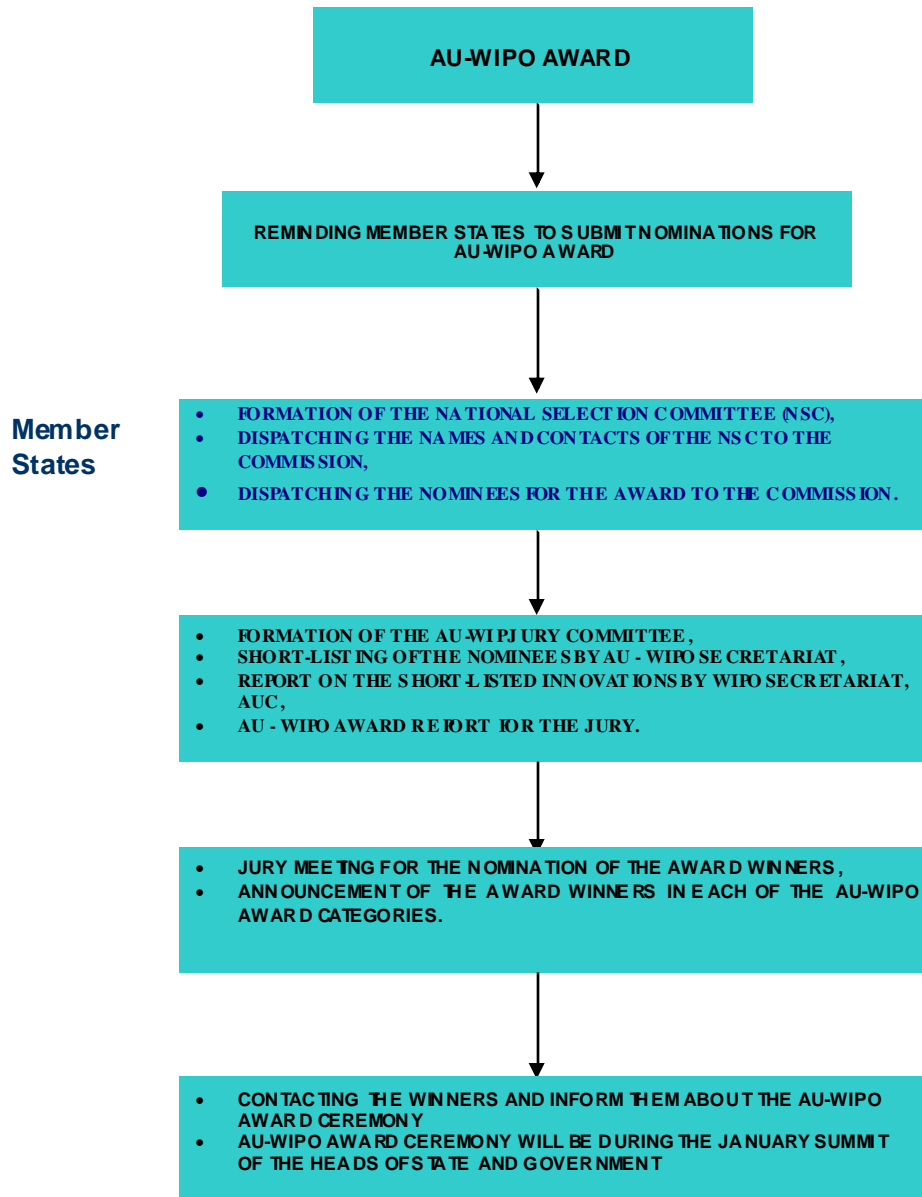 AU-WIPO AWARD
REMINDING MEMBER STATES TO SUBMIT NOMINATIONS FOR
AU-WIPO AWARD
Member
States
• FORMATION OF THE NATIONAL SELECTION COMMITTEE (NSC),
• DISPATCHING THE NAMES AND CONTACTS OF THE NSC TO THE
COMMISSION,
• DISPATCHING THE NOMINEES FOR THE AWARD TO THE COMMISSION.
• FORMATION OF THE AU-WIPJURY COMMITTEE,
• SHORT-LISTING OF THE NOMINEES BY AU - WIPO SECRETARIAT,
• REPORT ON THE SHORT-LISTED INNOVATIONS BY WIPO SECRETARIAT,
AUC,
• AU - WIPO AWARD REPORT FOR THE JURY.
• JURY MEETING FOR THE NOMINATION OF THE AWARD WINNERS,
• ANNOUNCEMENT OF THE AWARD WINNERS IN EACH OF THE AU-WIPO
AWARD CATEGORIES.
• CONTACTING THE WINNERS AND INFORM THEM ABOUT THE AU-WIPO
AWARD CEREMONY
• AU-WIPO AWARD CEREMONY WILL BE DURING THE JANUARY SUMMIT
OF THE HEADS OF STATE AND GOVERNMENT